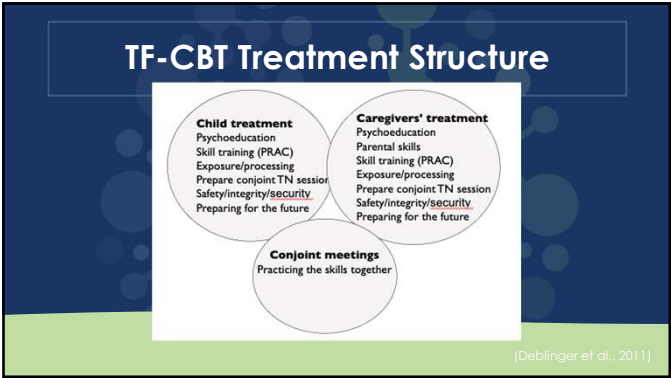 TF-CBT Treatment Structure
Child treatment
Psychoeducation
Skill training (PRAC)
Exposure/processing
Prepare conjoint TN session
Safety/integrity/security
Preparing for the future
Caregivers' treatment
Psychoeducation
Parental skills
Skill training (PRAC)
Exposure/processing
Prepare conjoint TN session
Safety/integrity/security
Preparing for the future
Conjoint meetings
Practicing the skills together
(Deblinger et al., 2011)